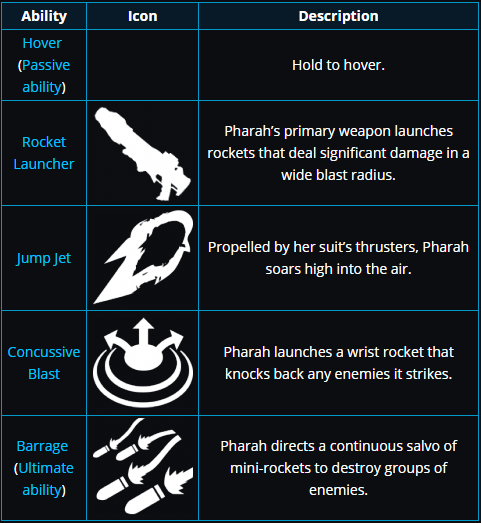 Ability Icon Description
Hover
(Passive
ability)
Hold to hover.
Rocket
Launcher
Pharah’s primary weapon launches
rockets that deal significant damage in a
wide blast radius.
Jump Jet
Propelled by her suit’s thrusters, Pharah
soars high into the air.
Concussive
Blast
Pharah launches a wrist rocket that
knocks back any enemies it strikes.
Barrage
(Ultimate
ability)
Pharah directs a continuous salvo of
mini-rockets to destroy groups of
enemies.